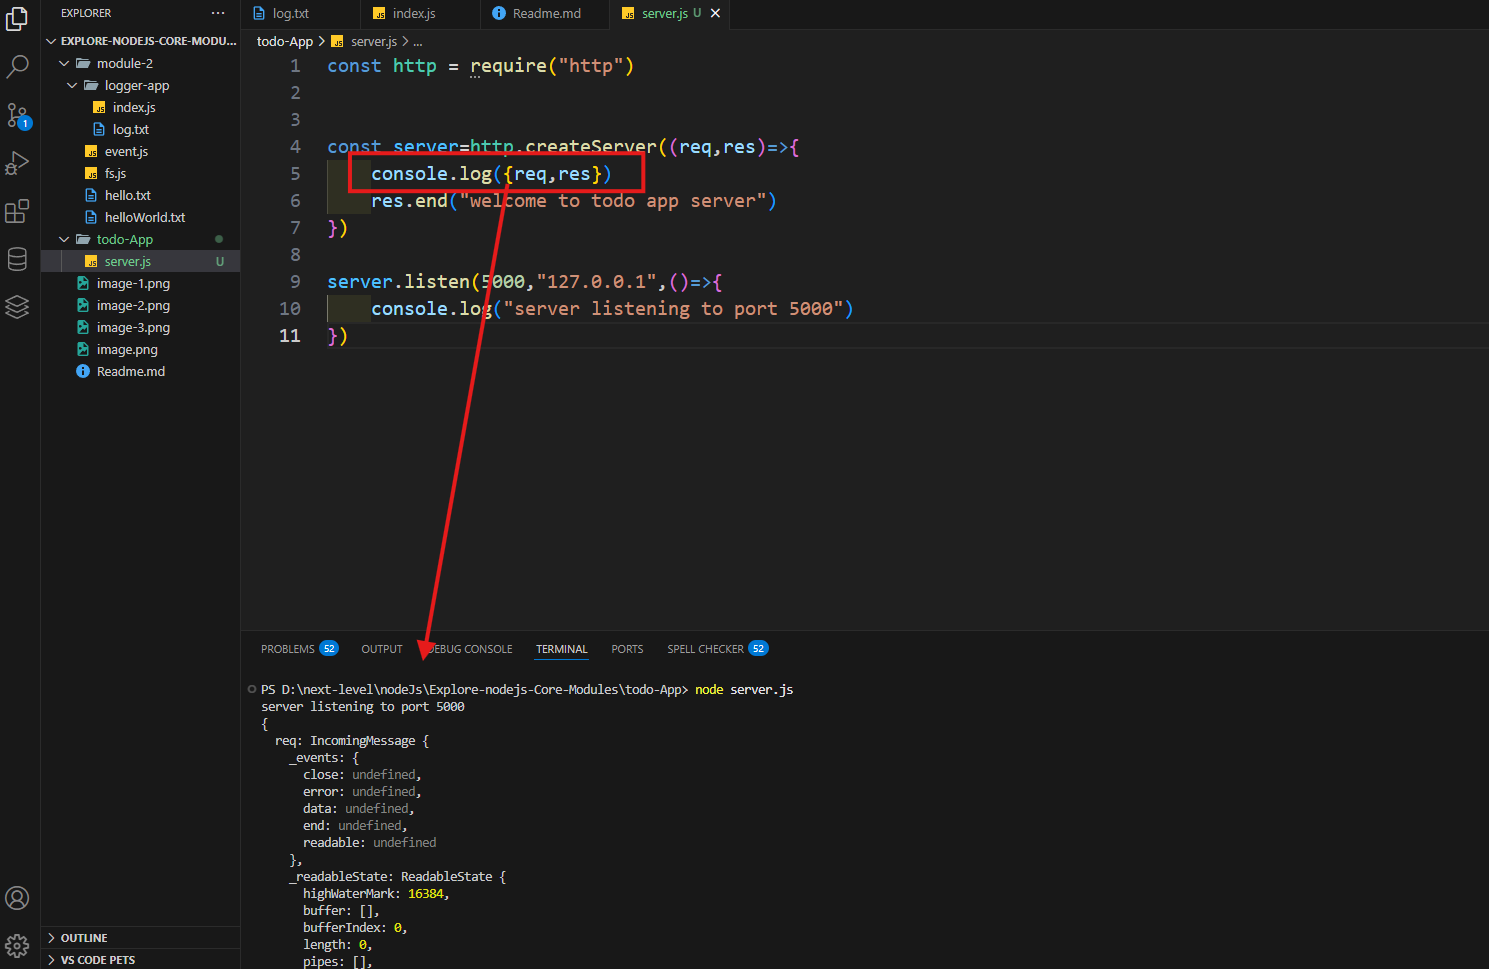 EXPLORER
log.txt
index.js
Readme.md
server.js U
EXPLORE-NODEJS-CORE-MODU...
module-2
logger-app
index.js
log.txt
event.js
fs.js
hello.txt
helloWorld.txt
todo-App
server.js U
image-1.png
image-2.png
image-3.png
image.png
Readme.md
OUTLINE
VS CODE PETS
1
todo-App > server.js > ...
1 const http = require("http")
2
3
4 const server=http.createServer((req,res)=>{
5 console.log({req,res})
6 res.end("welcome to todo app server")
7 })
8
9 server.listen(5000,"127.0.0.1",()=>{
10 console.log("server listening to port 5000")
11 })
PROBLEMS 52 OUTPUT DEBUG CONSOLE TERMINAL PORTS SPELL CHECKER 52
PS D:\next-level\nodeJs\Explore-nodejs-Core-Modules\todo-App> node server.js
server listening to port 5000
{
req: IncomingMessage {
_events: {
close: undefined,
error: undefined,
data: undefined,
end: undefined,
readable: undefined
},
_readableState: ReadableState {
highWaterMark: 16384,
buffer: [],
bufferIndex: 0,
length: 0,
pipes: [],